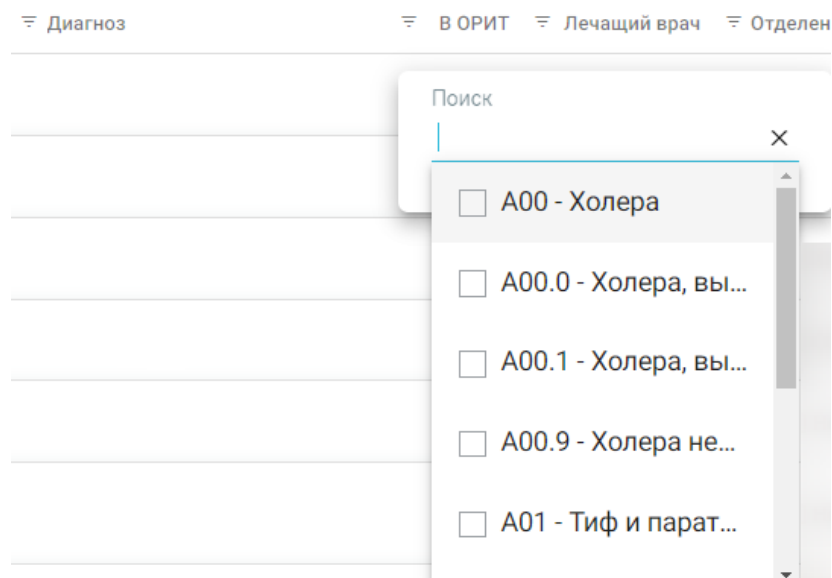 Диагноз В ОРИТ Лечащий врач Отделен
Поиск
A00 - Холера
A00.0 - Холера, вы...
A00.1 - Холера, вы...
A00.9 - Холера не...
A01 - Тиф и парат...